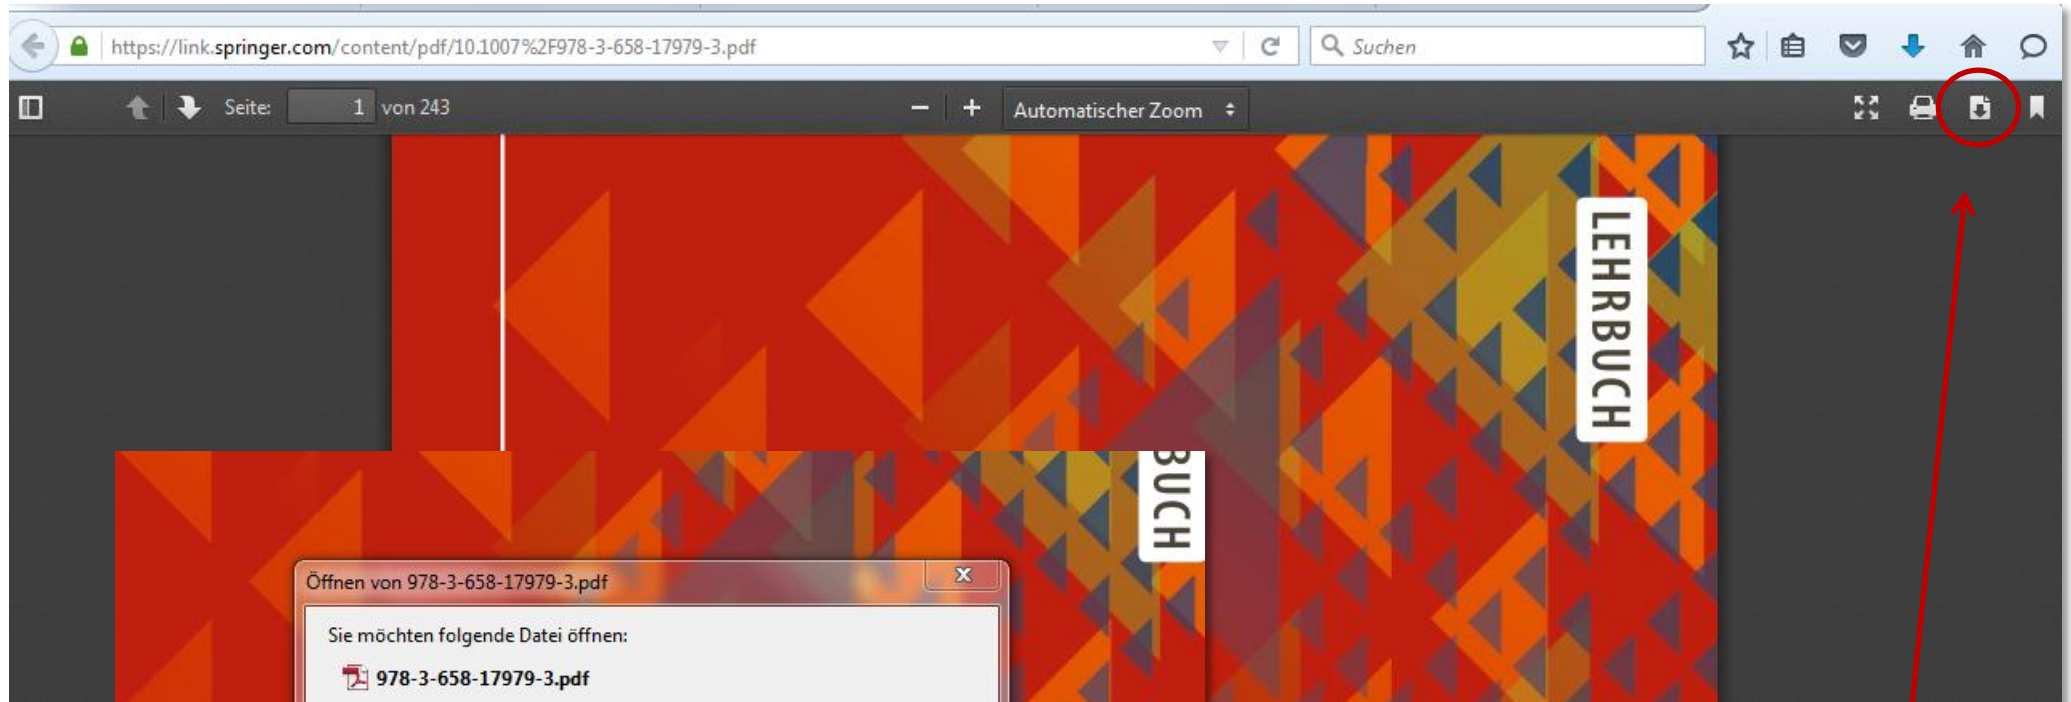 https://link.springer.com/content/pdf/10.1007%2F978-3-658-17979-3.pdf
Suchen
Seite: 1 von 243
Automatischer Zoom
LEHRBUCH
BUCH
Öffnen von 978-3-658-17979-3.pdf
Sie möchten folgende Datei öffnen:
978-3-658-17979-3.pdf